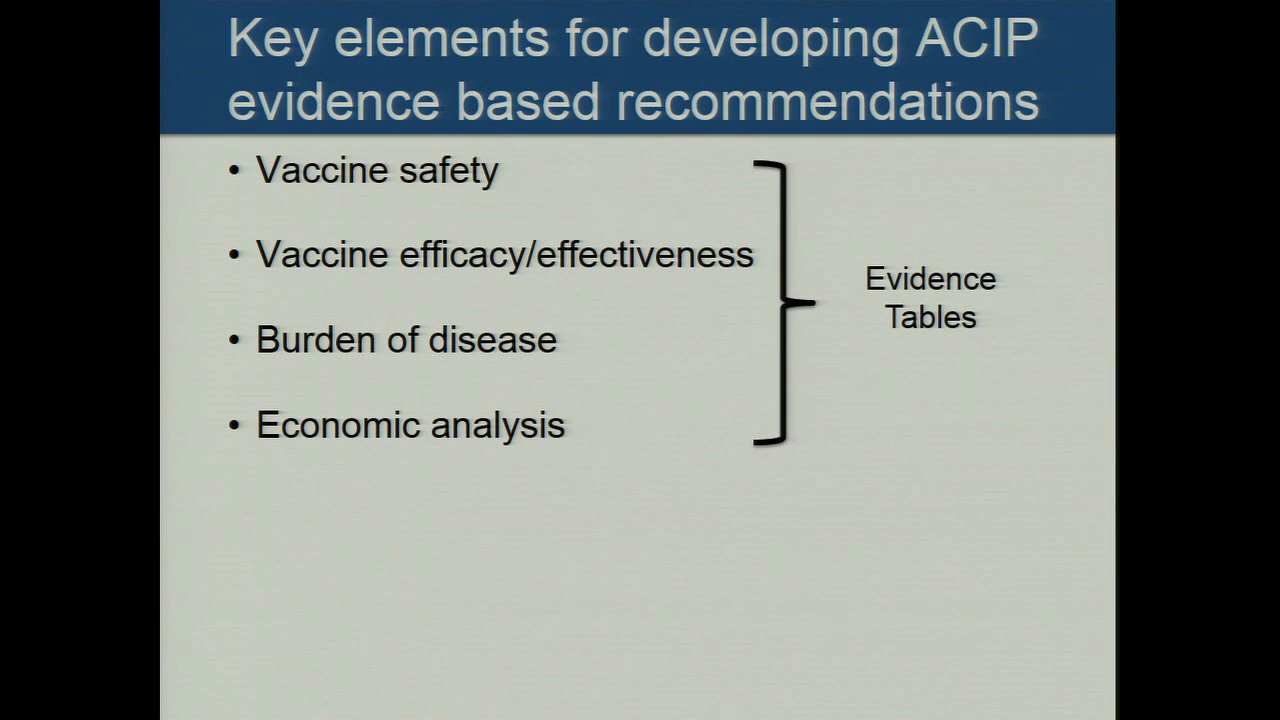 Key elements for developing ACIP
evidence based recommendations
• Vaccine safety
• Vaccine efficacy/effectiveness
• Burden of disease
• Economic analysis
Evidence
Tables